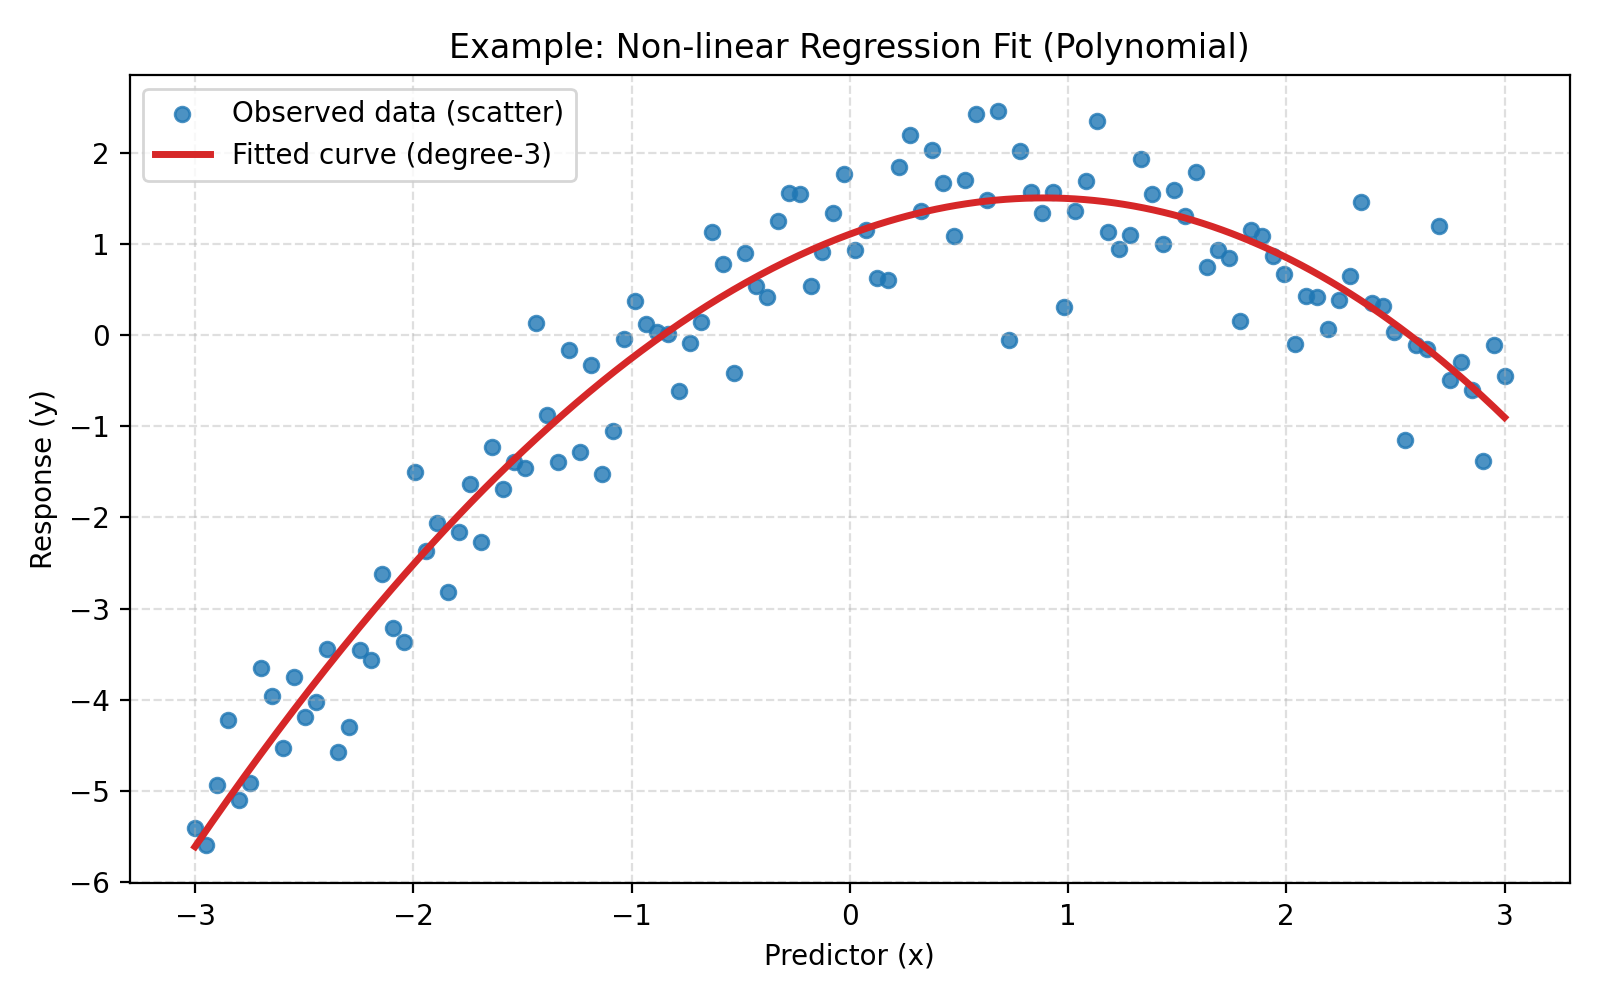 Example: Non-linear Regression Fit (Polynomial)
Observed data (scatter)
Fitted curve (degree-3)
2
1
0
−1
−2
−3
−4
−5
−6
Response (y)
−3 −2 −1 0 1 2 3
Predictor (x)